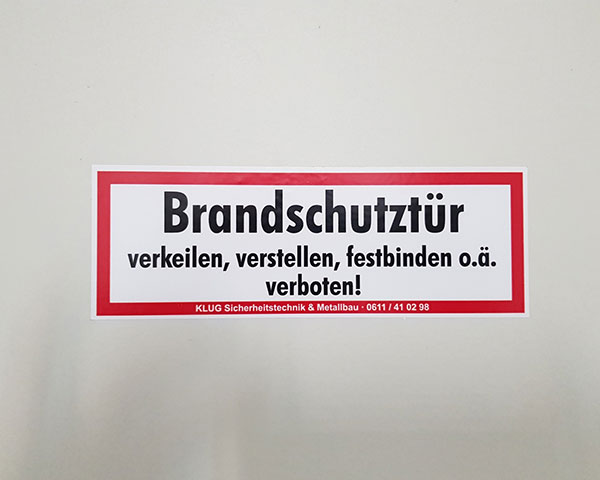 Brandschutztür
verkeilen, verstellen, festbinden o.ä.
verboten!
KLUG Sicherheitstechnik & Metallbau · 0611 / 41 02 98